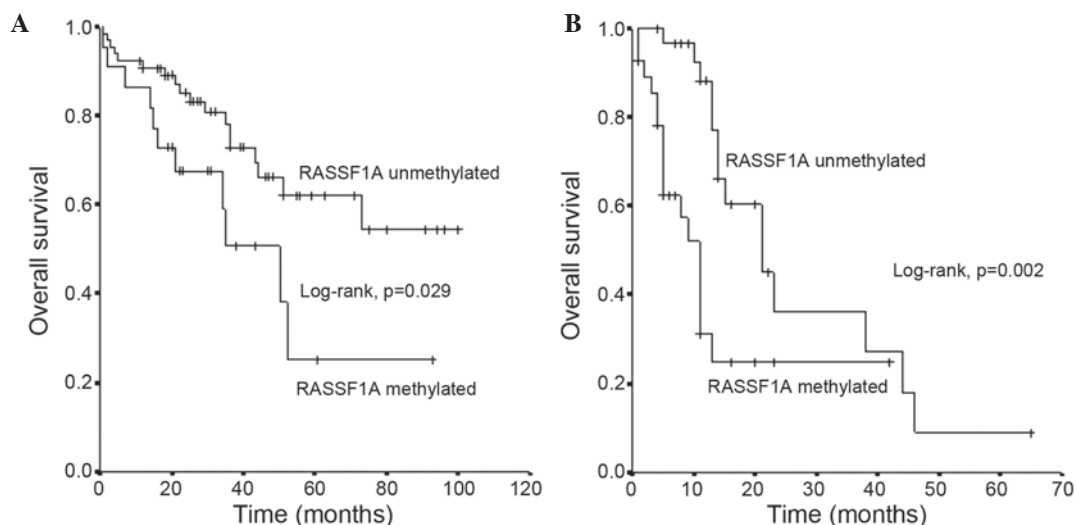 A
Overall survival
1.0
0.8
0.6
0.4
0.2
0.0
RASSF1A unmethylated
Log-rank, p=0.029
RASSF1A methylated
0 20 40 60 80 100 120
Time (months)
B
Overall survival
1.0
0.8
0.6
0.4
0.2
0.0
RASSF1A unmethylated
Log-rank, p=0.002
RASSF1A methylated
0 10 20 30 40 50 60 70
Time (months)